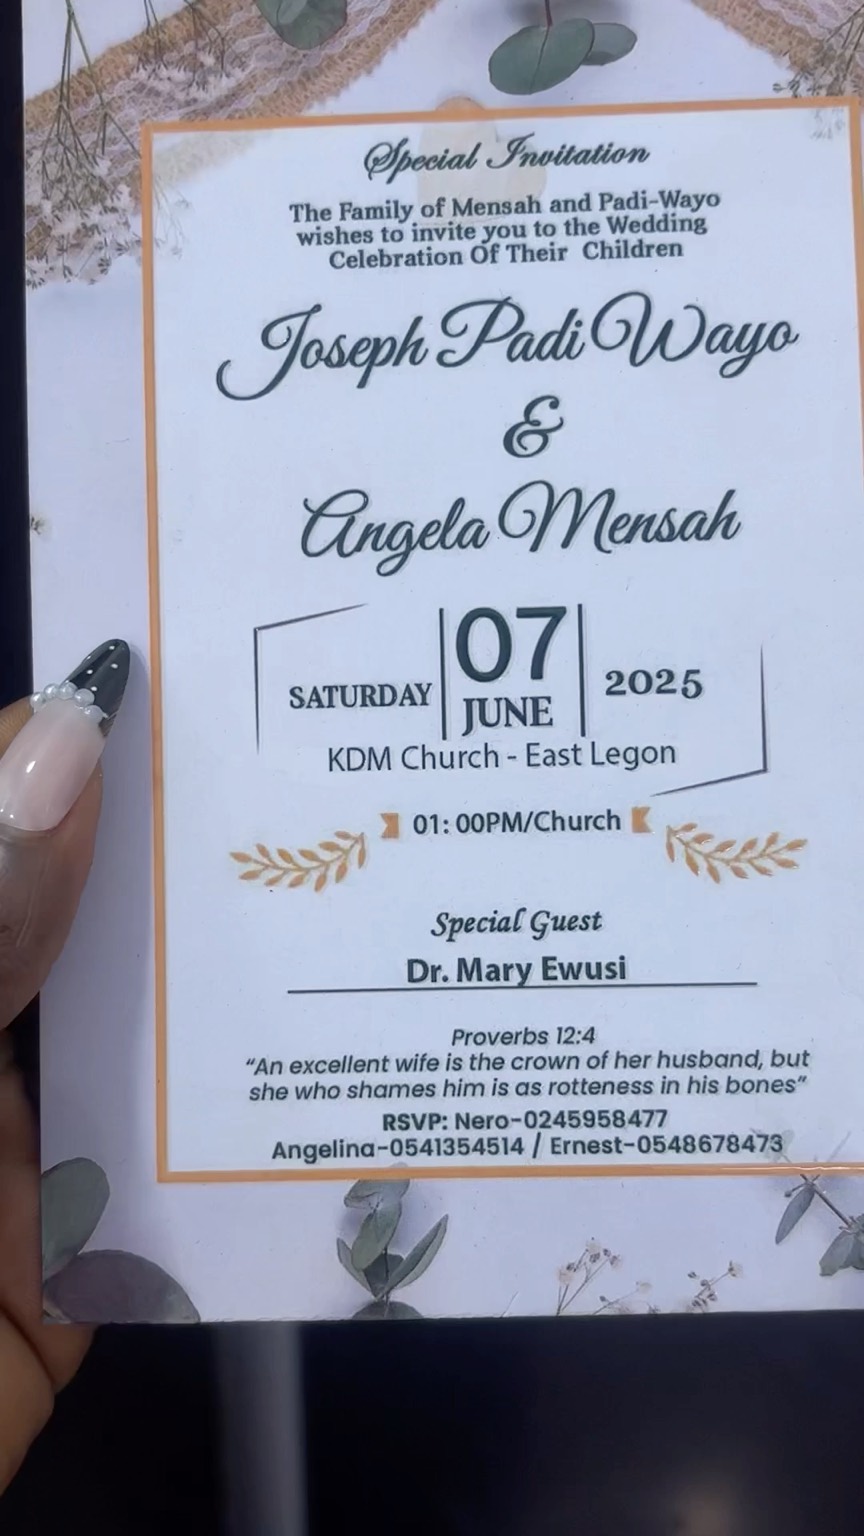 Special Invitation
The Family of Mensah and Padi-Wayo
wishes to invite you to the Wedding
Celebration Of Their Children
Joseph Padi Wayo
&
Angela Mensah
SATURDAY
07
JUNE
2025
KDM Church - East Legon
01: 00PM/Church
Special Guest
Dr. Mary Ewusi
Proverbs 12:4
“An excellent wife is the crown of her husband, but
she who shames him is as rotteness in his bones”
RSVP: Nero-0245958477
Angelina-0541354514 / Ernest-0548678473